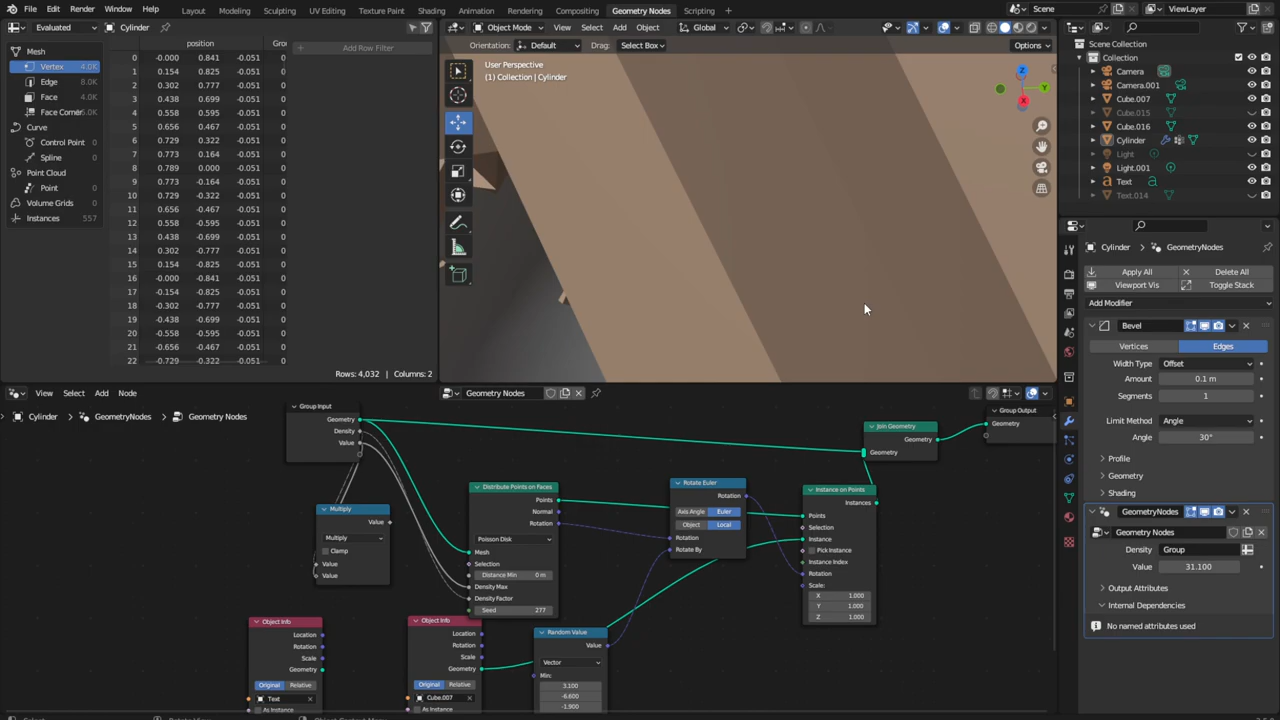 File Edit Render Window Help Layout Modeling Sculpting UV Editing Texture Paint Shading Animation Rendering Compositing Geometry Nodes Scripting Scene ViewLayer
Evaluated Cylinder
Object Mode View Select Add Object Global
Orientation: Default Drag: Select Box Options
Mesh
Vertex 4.0K
Edge 8.0K
Face 4.0K
Face Corner
Curve
Control Point
Spline
Point Cloud
Point
Volume Grids
Instances 557
position Gro
0 -0.000 0.841 -0.051 0
1 0.154 0.825 -0.051 0
2 0.302 0.777 -0.051 0
3 0.438 0.699 -0.051 0
4 0.558 0.595 -0.051 0
5 0.656 0.467 -0.051 0
6 0.729 0.322 -0.051 0
7 0.773 0.164 -0.051 0
8 0.789 0.000 -0.051 0
9 0.773 -0.164 -0.051 0
10 0.729 -0.322 -0.051 0
11 0.656 -0.467 -0.051 0
12 0.558 -0.595 -0.051 0
13 0.438 -0.699 -0.051 0
14 0.302 -0.777 -0.051 0
15 0.154 -0.825 -0.051 0
16 -0.000 -0.841 -0.051 0
17 -0.154 -0.825 -0.051 0
18 -0.302 -0.777 -0.051 0
19 -0.438 -0.699 -0.051 0
20 -0.558 -0.595 -0.051 0
21 -0.656 -0.467 -0.051 0
22 -0.729 -0.322 -0.051 0
Add Row Filter
Rows: 4,032 | Columns: 2
User Perspective
(1) Collection | Cylinder
Z
Y
X
Scene Collection
Collection
Camera
Camera.001
Cube.007
Cube.015
Cube.016
Cylinder
Light
Light.001
Text
Text.014
Cylinder GeometryNodes
Apply All Delete All
Viewport Vis Toggle Stack
Add Modifier
Bevel
Vertices Edges
Width Type Offset
Amount 0.1 m
Segments 1
Limit Method Angle
Angle 30°
Profile
Geometry
Shading
GeometryNodes
Geometry Nodes
Density Group
Value 31.100
Output Attributes
Internal Dependencies
No named attributes used
View Select Add Node Geometry Nodes
Cylinder GeometryNodes Geometry Nodes
Group Input
Geometry
Density
Value
Multiply
Value
Multiply
Clamp
Value
Value
Distribute Points on Faces
Points
Normal
Rotation
Poisson Disk
Mesh
Selection
Distance Min 0 m
Density Max
Density Factor
Seed 277
Rotate Euler
Rotation
Axis Angle Euler
Object Local
Rotation
Rotate By
Instance on Points
Instances
Points
Selection
Instance
Pick Instance
Instance Index
Rotation
Scale:
X 1.000
Y 1.000
Z 1.000
Join Geometry
Geometry
Geometry
Group Output
Geometry
Object Info
Location
Rotation
Scale
Geometry
Original Relative
Text
As Instance
Object Info
Location
Rotation
Scale
Geometry
Original Relative
Cube.007
As Instance
Random Value
Value
Vector
Min:
3.100
-6.600
-1.900